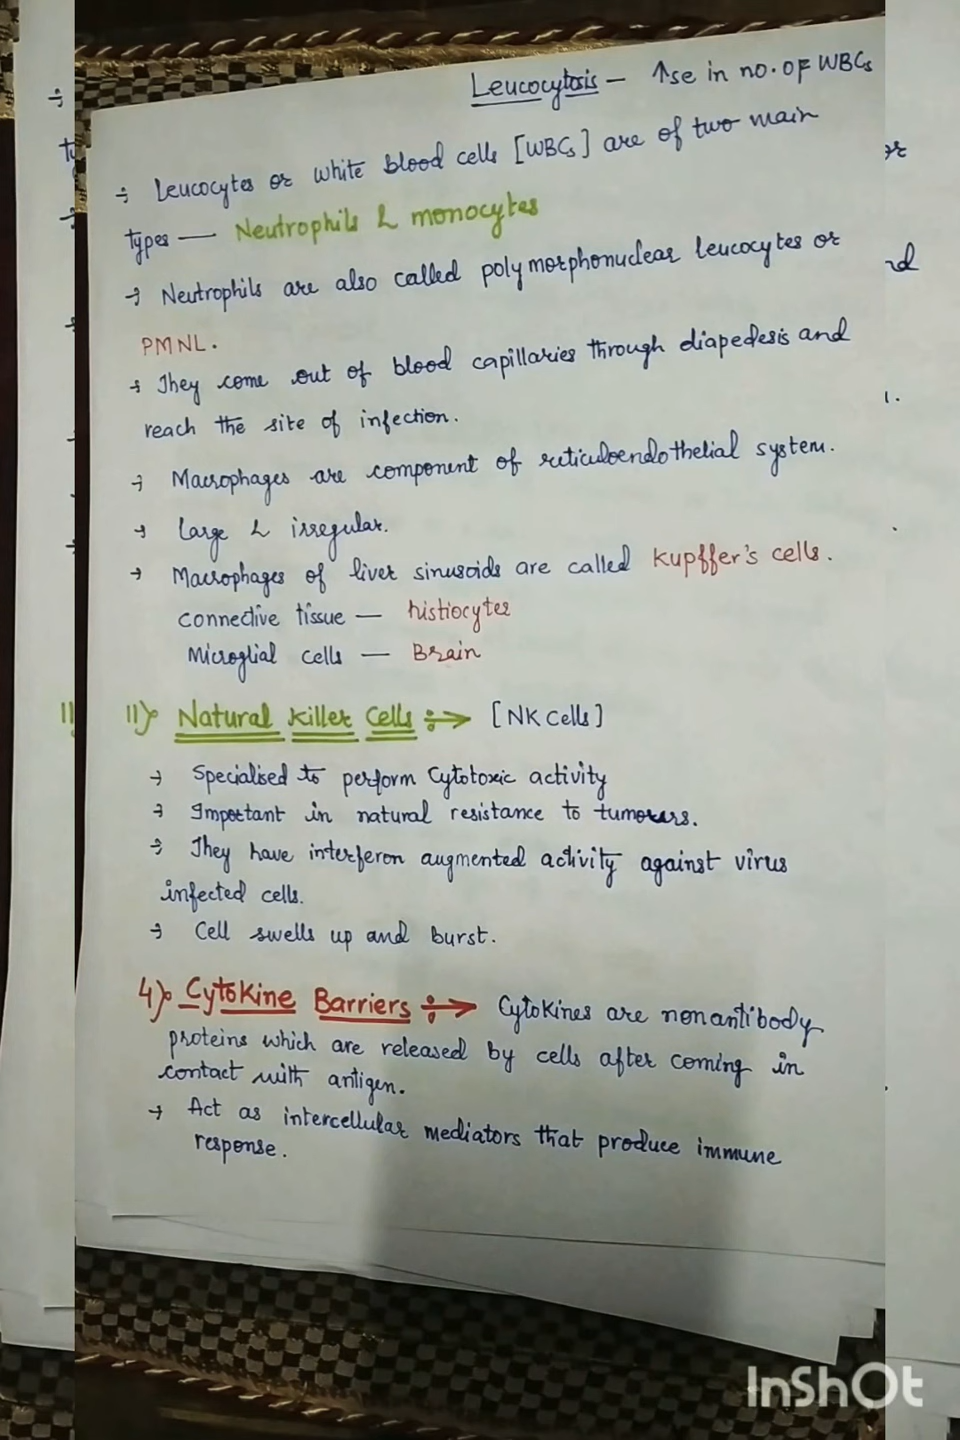 Leucocytosis — ↑se in no. of WBCs
÷ Leucocytes or white blood cells [WBCs] are of two main
types — Neutrophils & monocytes
→ Neutrophils are also called polymorphonuclear leucocytes or
PMNL.
→ They come out of blood capillaries through diapedesis and
reach the site of infection.
→ Macrophages are component of reticuloendothelial system.
→ Large & irregular.
→ Macrophages of liver sinusoids are called Kupffer's cells.
connective tissue — histiocytes
Microglial cells — Brain
11) Natural Killer Cells ÷→ [NK Cells]
→ Specialised to perform Cytotoxic activity
→ Important in natural resistance to tumourrs.
→ They have interferon augmented activity against virus
infected cells.
→ Cell swells up and burst.
4) Cytokine Barriers ÷→ Cytokines are nonantibody
proteins which are released by cells after coming in
contact with antigen.
→ Act as intercellular mediators that produce immune
response.
InShOt